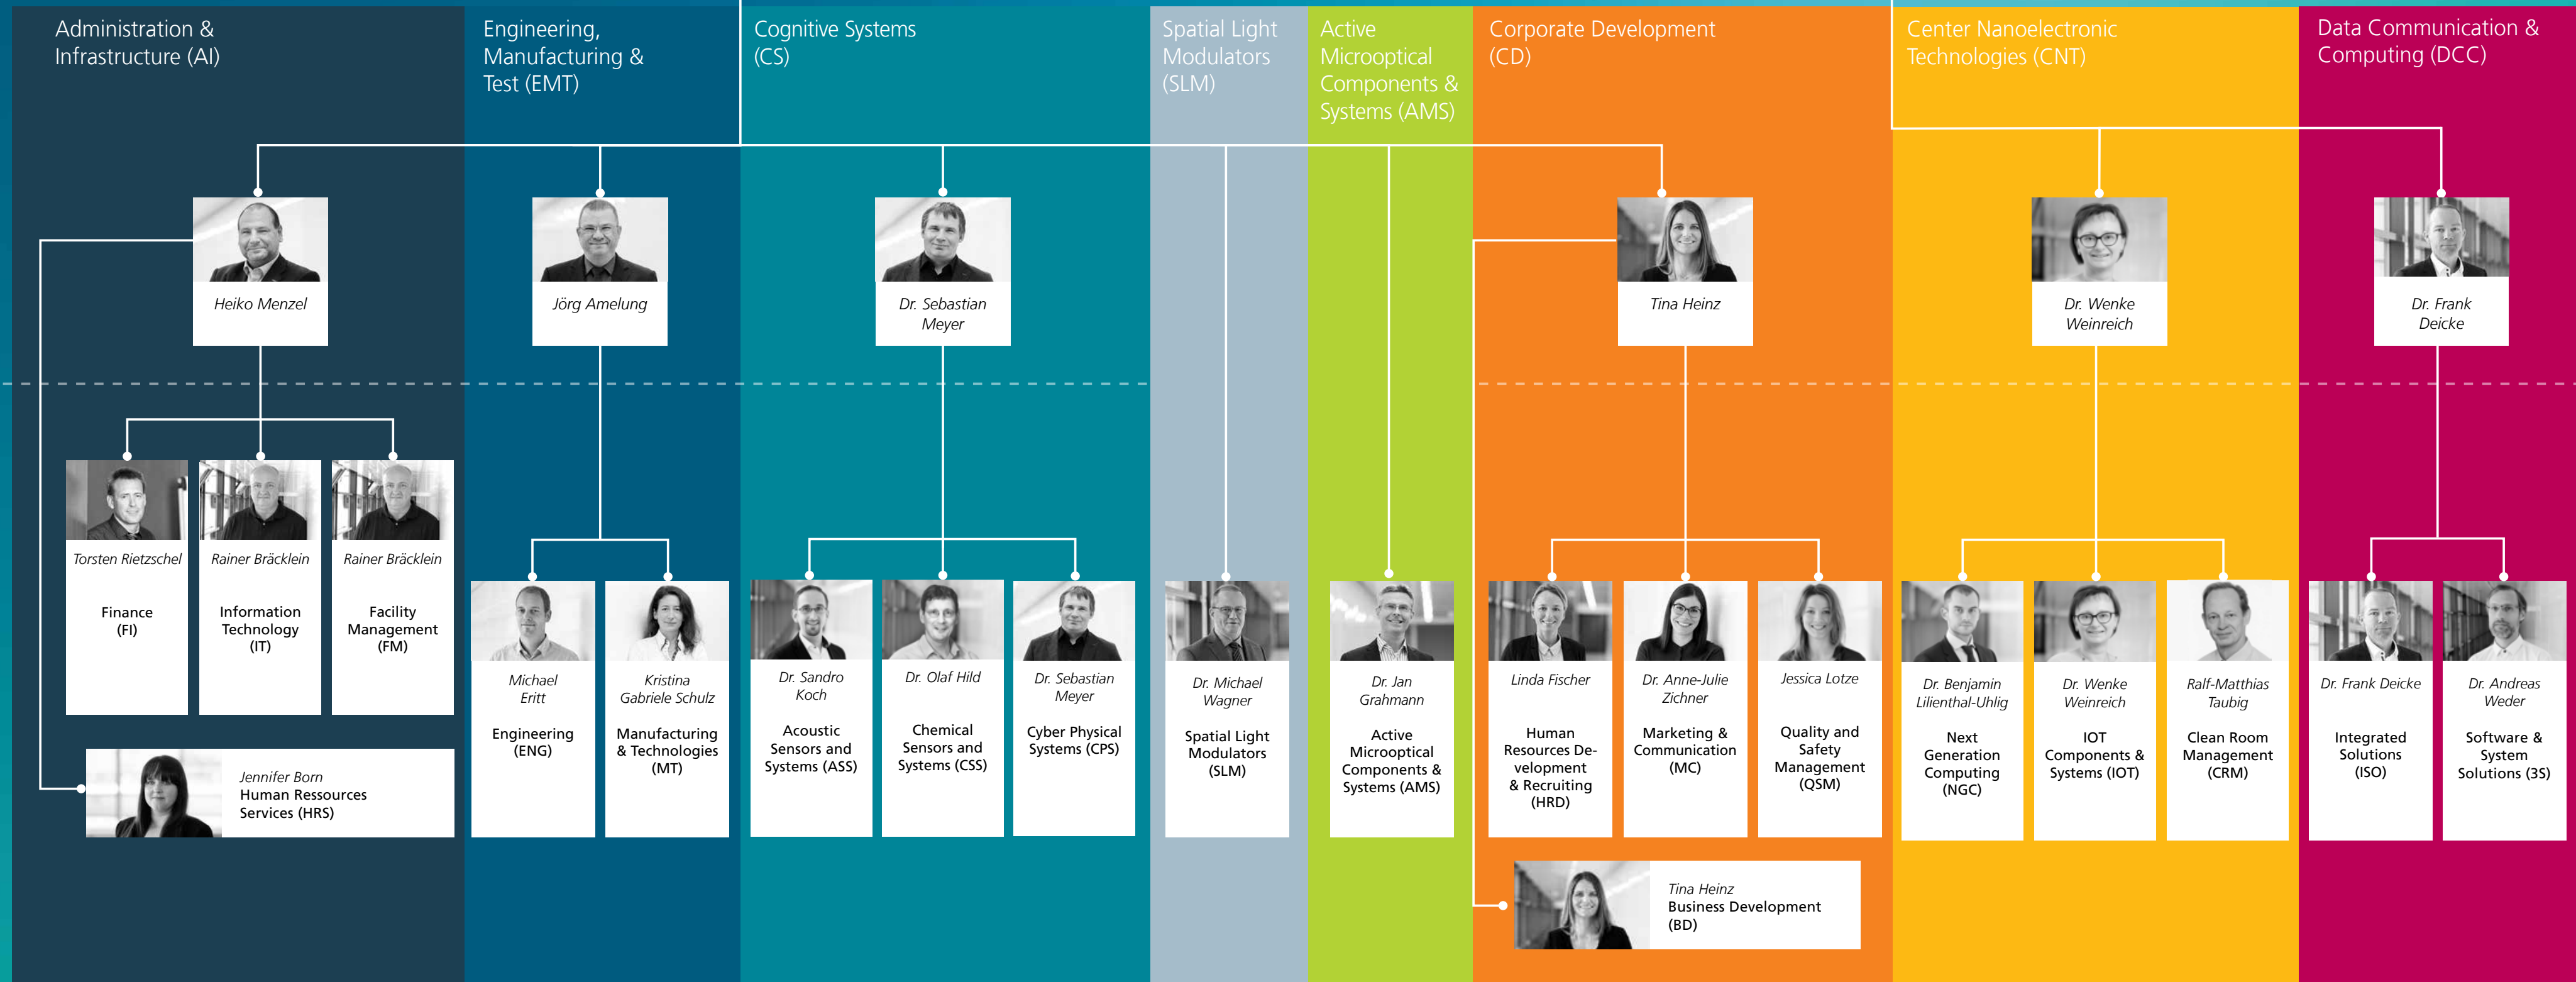 Administration &
Infrastructure (AI)
Engineering,
Manufacturing &
Test (EMT)
Cognitive Systems
(CS)
Spatial Light
Modulators
(SLM)
Active
Microoptical
Components &
Systems (AMS)
Corporate Development
(CD)
Center Nanoelectronic
Technologies (CNT)
Data Communication &
Computing (DCC)
Heiko Menzel
Jörg Amelung
Dr. Sebastian
Meyer
Tina Heinz
Dr. Wenke
Weinreich
Dr. Frank
Deicke
Torsten Rietzschel
Finance
(FI)
Rainer Bräcklein
Information
Technology
(IT)
Rainer Bräcklein
Facility
Management
(FM)
Jennifer Born
Human Ressources
Services (HRS)
Michael
Eritt
Engineering
(ENG)
Kristina
Gabriele Schulz
Manufacturing
& Technologies
(MT)
Dr. Sandro
Koch
Acoustic
Sensors and
Systems (ASS)
Dr. Olaf Hild
Chemical
Sensors and
Systems (CSS)
Dr. Sebastian
Meyer
Cyber Physical
Systems (CPS)
Dr. Michael
Wagner
Spatial Light
Modulators
(SLM)
Dr. Jan
Grahmann
Active
Microoptical
Components &
Systems (AMS)
Linda Fischer
Human
Resources De-
velopment
& Recruiting
(HRD)
Dr. Anne-Julie
Zichner
Marketing &
Communication
(MC)
Jessica Lotze
Quality and
Safety
Management
(QSM)
Tina Heinz
Business Development
(BD)
Dr. Benjamin
Lilienthal-Uhlig
Next
Generation
Computing
(NGC)
Dr. Wenke
Weinreich
IOT
Components &
Systems (IOT)
Ralf-Matthias
Taubig
Clean Room
Management
(CRM)
Dr. Frank Deicke
Integrated
Solutions
(ISO)
Dr. Andreas
Weder
Software &
System
Solutions (3S)